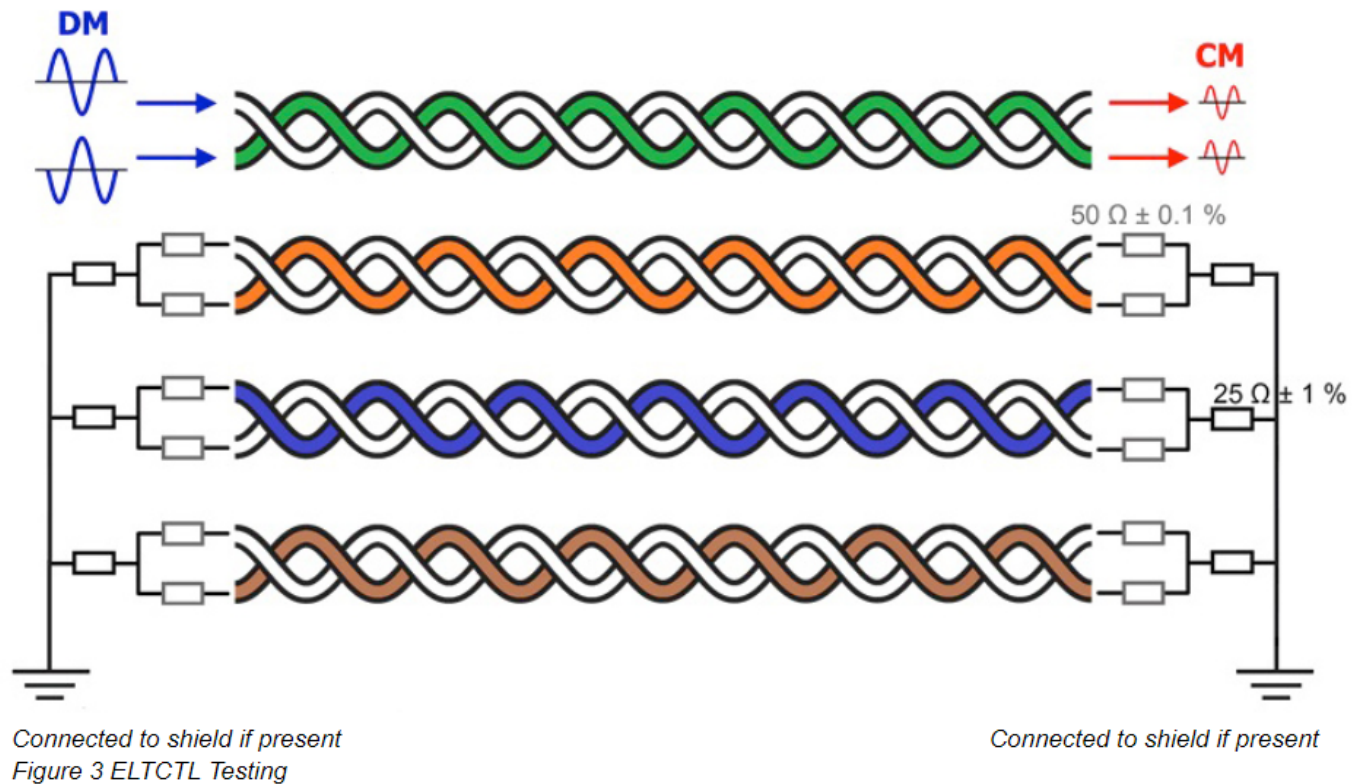 DM
CM
50 Ω ± 0.1 %
25 Ω ± 1 %
Connected to shield if present
Connected to shield if present
Figure 3 ELTCTL Testing